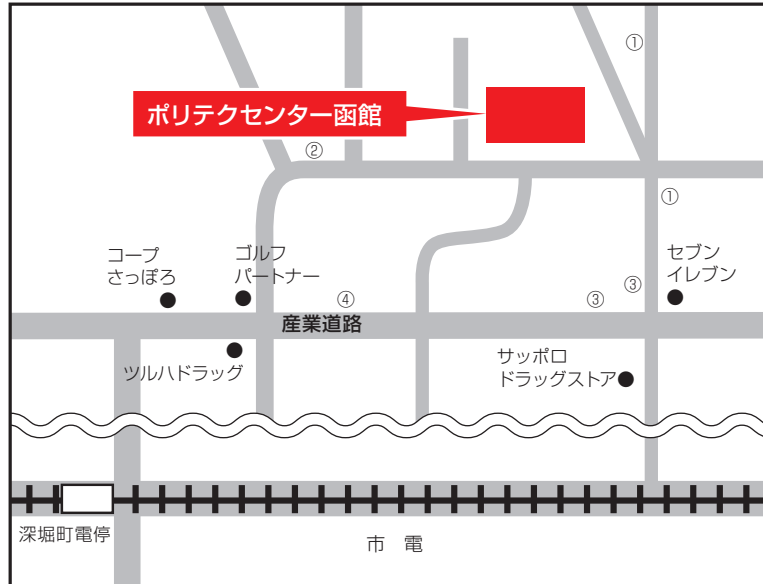 ①
ポリテクセンター函館
②
①
コープ
さっぽろ
ゴルフ
パートナー
セブン
イレブン
④
③
③
産業道路
ツルハドラッグ
サッポロ
ドラッグストア
深堀町電停
市 電